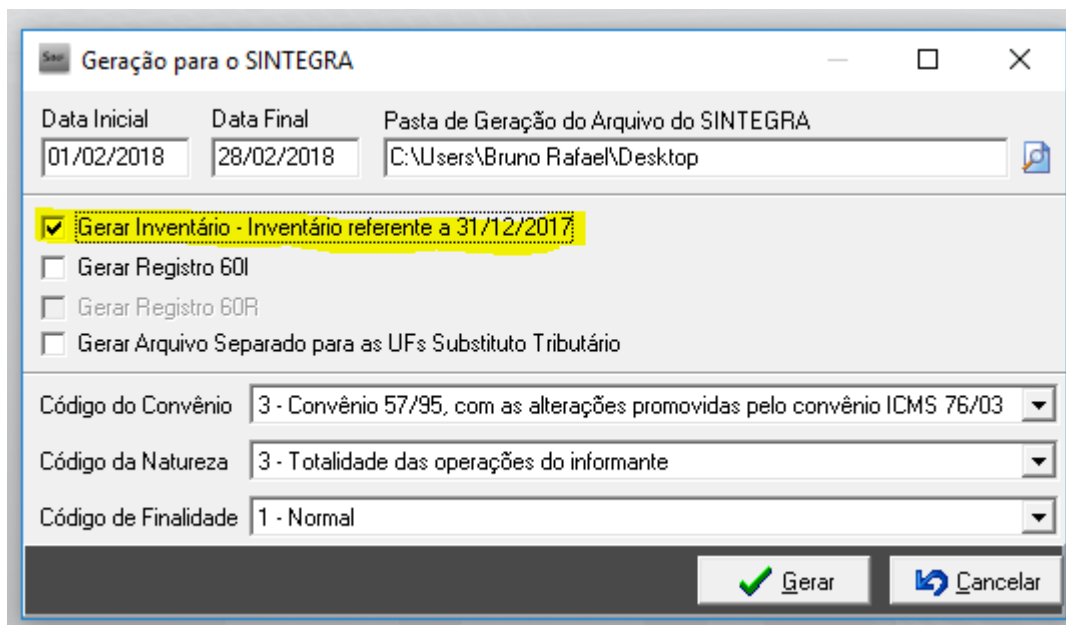 Geração para o SINTEGRA
Data Inicial Data Final Pasta de Geração do Arquivo do SINTEGRA
01/02/2018 28/02/2018 C:\Users\Bruno Rafael\Desktop
Gerar Inventário - Inventário referente a 31/12/2017
Gerar Registro 60I
Gerar Registro 60R
Gerar Arquivo Separado para as UFs Substituto Tributário
Código do Convênio 3 - Convênio 57/95, com as alterações promovidas pelo convênio ICMS 76/03
Código da Natureza 3 - Totalidade das operações do informante
Código de Finalidade 1 - Normal
Gerar Cancelar